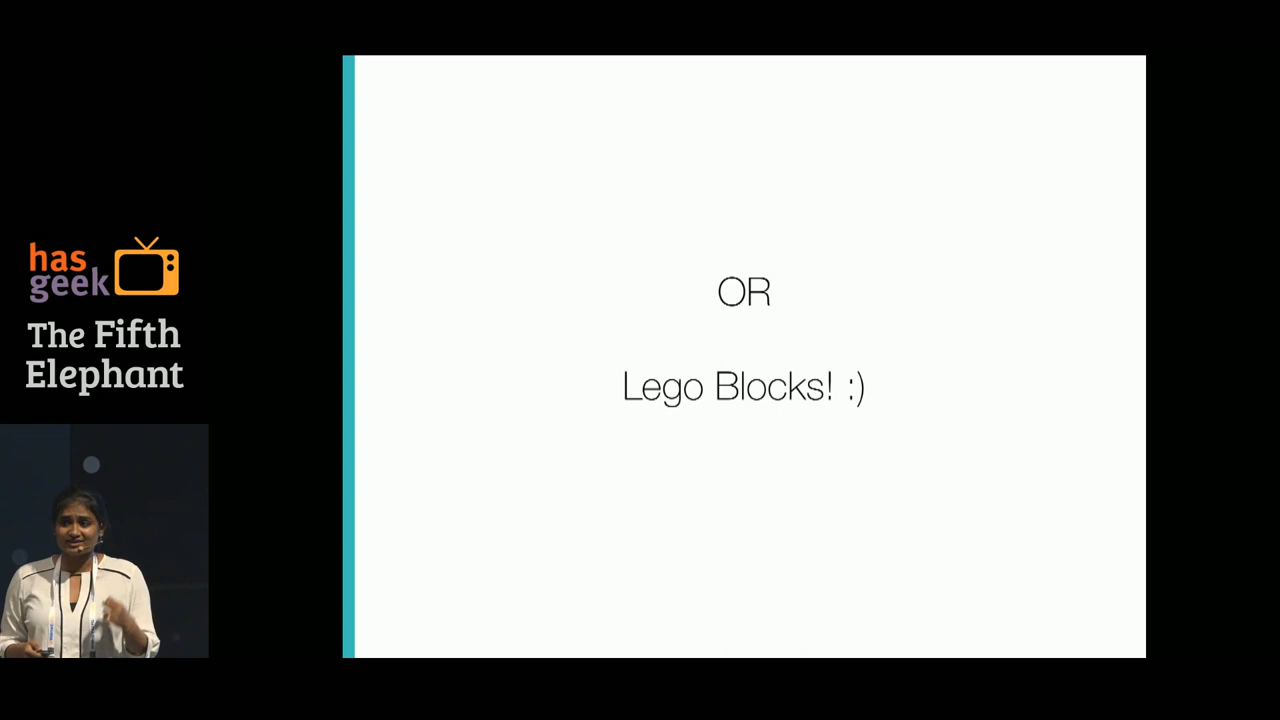 has
geek
The Fifth
Elephant
OR
Lego Blocks! :)